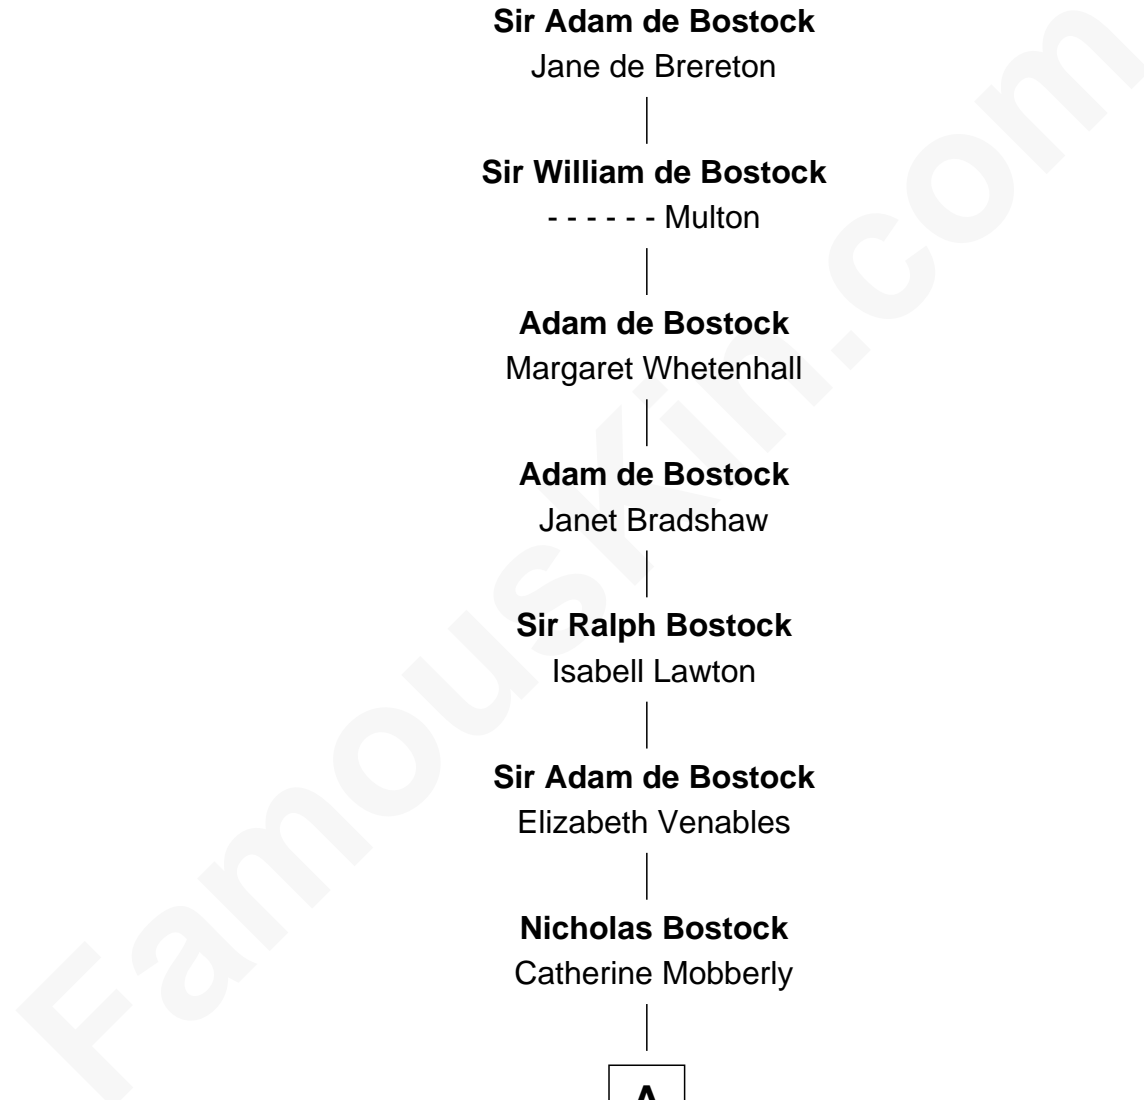 Sir Adam de Bostock
Jane de Brereton
Sir William de Bostock
- - - - - - Multon
Adam de Bostock
Margaret Whetenhall
Adam de Bostock
Janet Bradshaw
Sir Ralph Bostock
Isabell Lawton
Sir Adam de Bostock
Elizabeth Venables
Nicholas Bostock
Catherine Mobberly
A
FamousKin.com